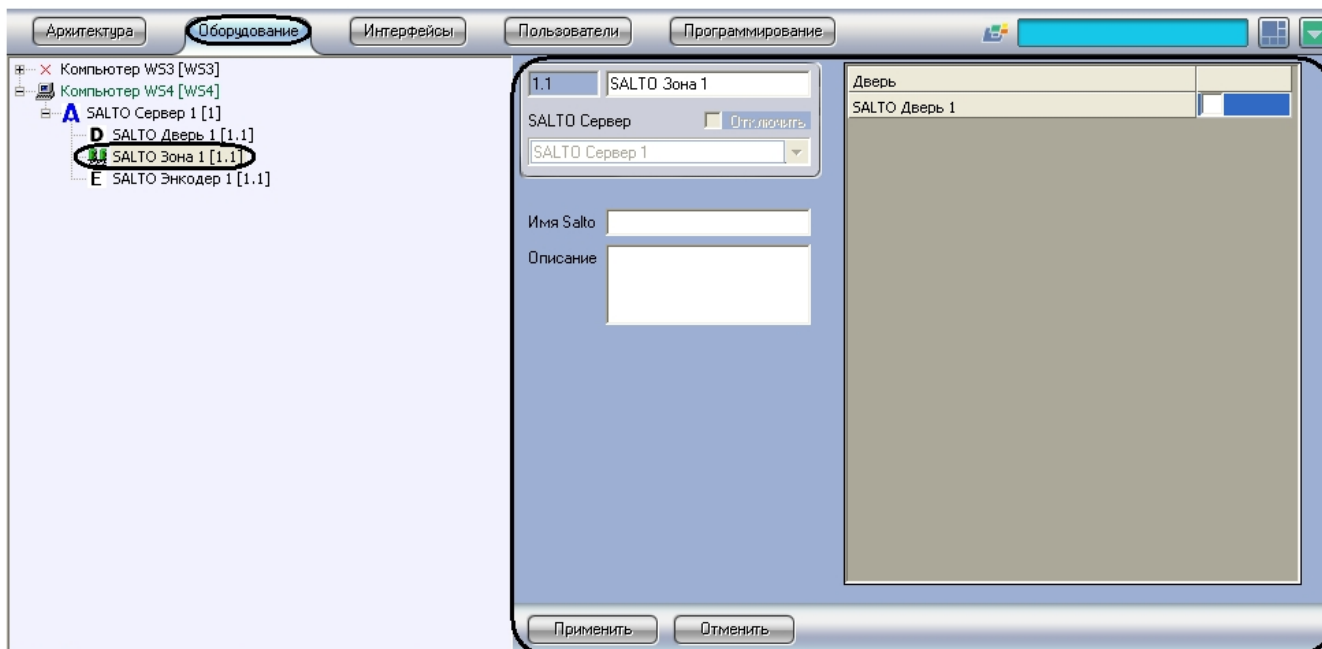 Архитектура Оборудование Интерфейсы Пользователи Программирование
Компьютер WS3 [WS3]
Компьютер WS4 [WS4]
A SALTO Сервер 1 [1]
D SALTO Дверь 1 [1.1]
SALTO Зона 1 [1.1]
E SALTO Энкодер 1 [1.1]
1.1 SALTO Зона 1
SALTO Сервер Отключить
SALTO Сервер 1
Имя Salto
Описание
Дверь
SALTO Дверь 1
Применить Отменить